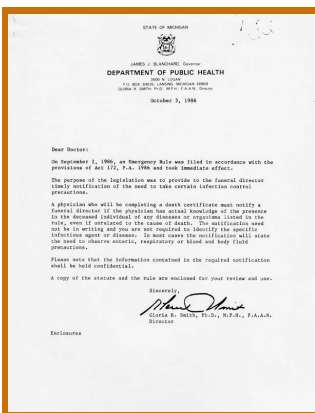 STATE OF MICHIGAN
JAMES J. BLANCHARD, Governor
DEPARTMENT OF PUBLIC HEALTH
3500 N. LOGAN
P.O. BOX 30035, LANSING, MICHIGAN 48909
GLORIA R. SMITH, Ph.D., M.P.H., F.A.A.N., Director
October 3, 1986
Dear Doctor:
On September 2, 1986, an Emergency Rule was filed in accordance with the
provisions of Act 172, P.A. 1986 and took immediate effect.
The purpose of the legislation was to provide to the funeral director
timely notification of the need to take certain infection control
precautions.
A physician who will be completing a death certificate must notify a
funeral director if the physician has actual knowledge of the presence
in the deceased individual of any diseases or organisms listed in the
rule, even if unrelated to the cause of death. The notification need
not be in writing and you are not required to identify the specific
infectious agent or disease. In most cases the notification will state
the need to observe enteric, respiratory or blood and body fluid
precautions.
Please note that the information contained in the required notification
shall be held confidential.
A copy of the statute and the rule are enclosed for your review and use.
Sincerely,
Gloria R. Smith, Ph.D., M.P.H., F.A.A.N.
Director
Enclosures